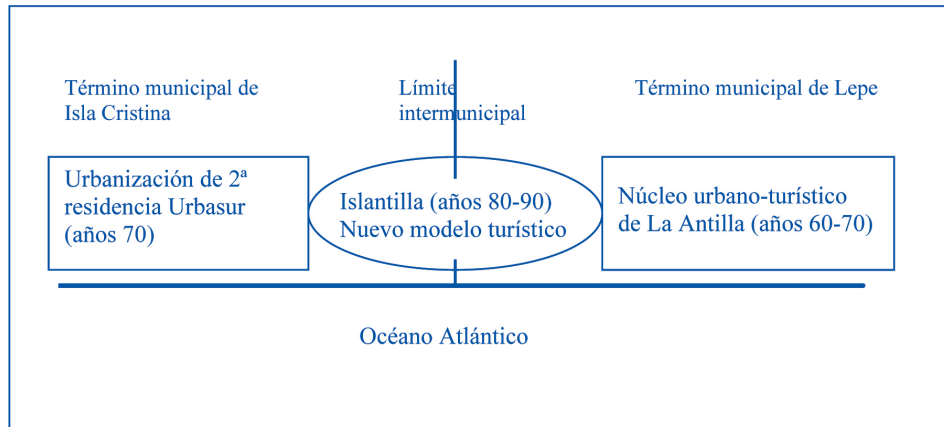 Término municipal de
Isla Cristina
Límite
intermunicipal
Término municipal de Lepe
Urbanización de 2ª
residencia Urbasur
(años 70)
Islantilla (años 80-90)
Nuevo modelo turístico
Núcleo urbano-turístico
de La Antilla (años 60-70)
Océano Atlántico